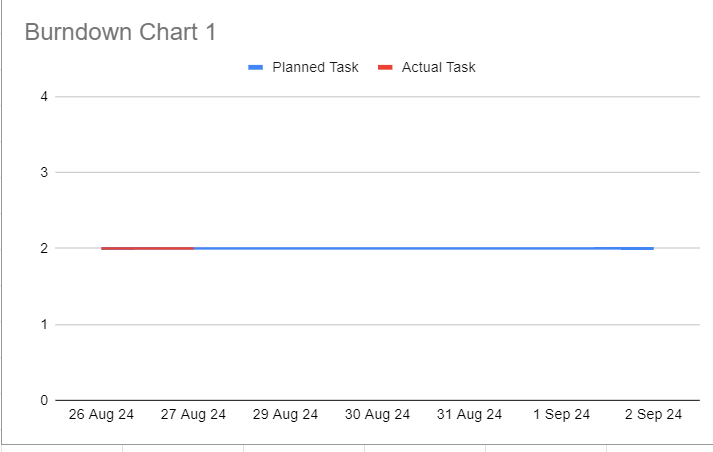 Burndown Chart 1
Planned Task Actual Task
4
3
2
1
0
26 Aug 24 27 Aug 24 29 Aug 24 30 Aug 24 31 Aug 24 1 Sep 24 2 Sep 24